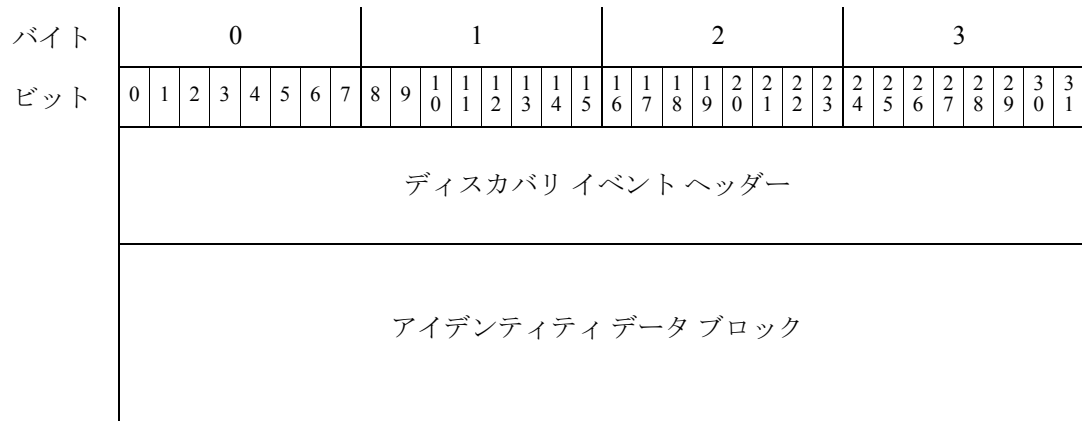 バイト 0 1 2 3
ビット 0 1 2 3 4 5 6 7 8 9 10 11 12 13 14 15 16 17 18 19 20 21 22 23 24 25 26 27 28 29 30 31
ディスカバリ イベント ヘッダー
アイデンティティ データ ブロック